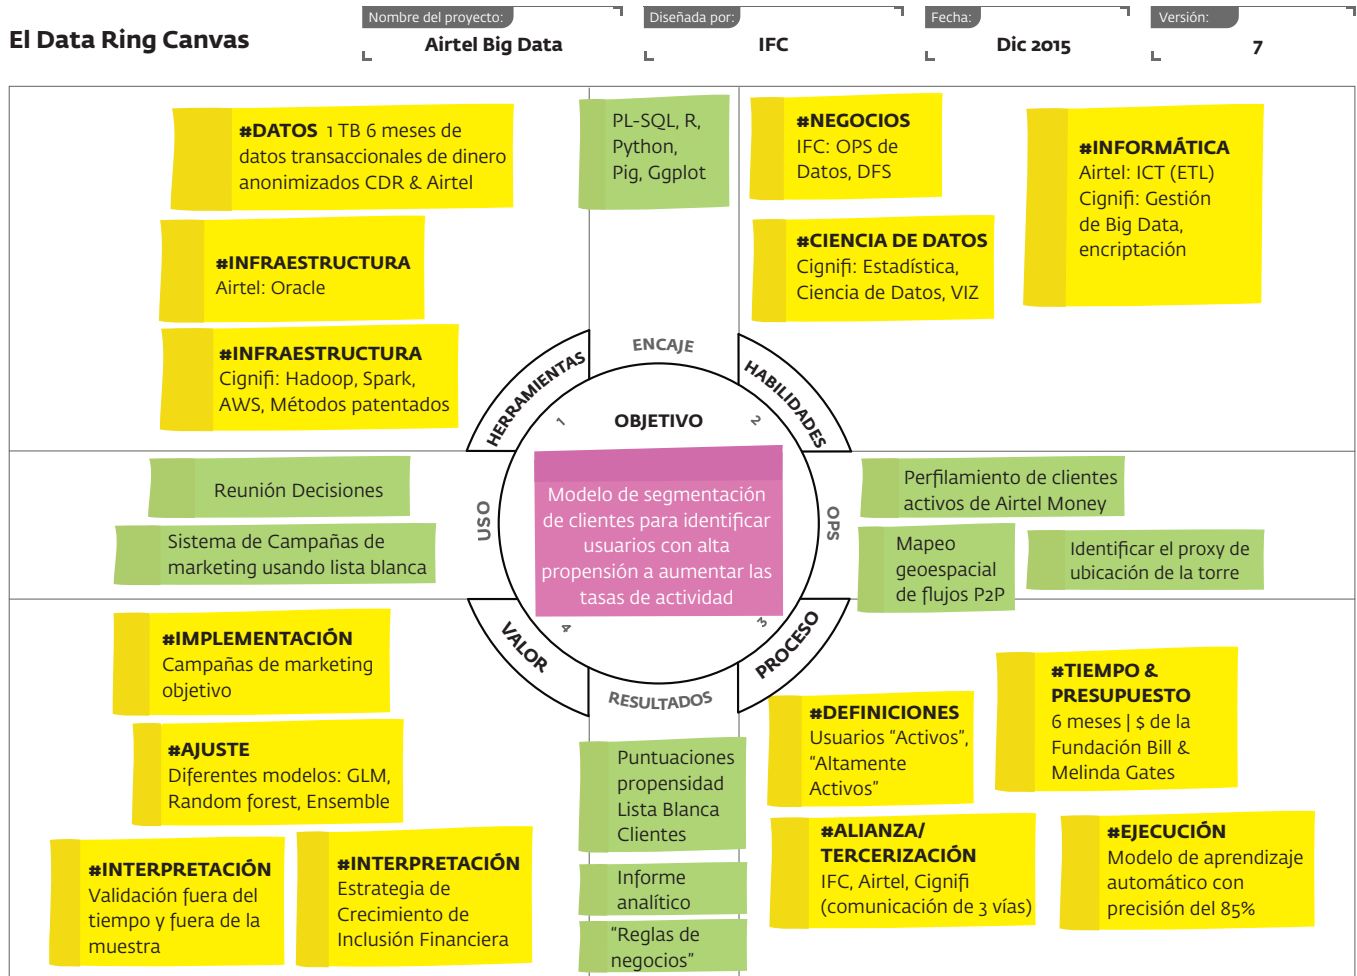 El Data Ring Canvas
Nombre del proyecto:
Airtel Big Data
Diseñada por:
IFC
Fecha:
Dic 2015
Versión:
7
#DATOS 1 TB 6 meses de
datos transaccionales de dinero
anonimizados CDR & Airtel
#INFRAESTRUCTURA
Airtel: Oracle
#INFRAESTRUCTURA
Cignifi: Hadoop, Spark,
AWS, Métodos patentados
PL-SQL, R,
Python,
Pig, Ggplot
#NEGOCIOS
IFC: OPS de
Datos, DFS
#CIENCIA DE DATOS
Cignifi: Estadística,
Ciencia de Datos, VIZ
#INFORMÁTICA
Airtel: ICT (ETL)
Cignifi: Gestión
de Big Data,
encriptación
ENCAJE
HERRAMIENTAS
HABILIDADES
1
OBJETIVO
2
Modelo de segmentación
de clientes para identificar
usuarios con alta
propensión a aumentar las
tasas de actividad
USO
OPS
Reunión Decisiones
Sistema de Campañas de
marketing usando lista blanca
Perfilamiento de clientes
activos de Airtel Money
Mapeo
geoespacial
de flujos P2P
Identificar el proxy de
ubicación de la torre
4
3
VALOR
PROCESO
RESULTADOS
#IMPLEMENTACIÓN
Campañas de marketing
objetivo
#AJUSTE
Diferentes modelos: GLM,
Random forest, Ensemble
#INTERPRETACIÓN
Validación fuera del
tiempo y fuera de la
muestra
#INTERPRETACIÓN
Estrategia de
Crecimiento de
Inclusión Financiera
Puntuaciones
propensidad
Lista Blanca
Clientes
Informe
analítico
"Reglas de
negocios"
#DEFINICIONES
Usuarios "Activos",
"Altamente
Activos"
#TIEMPO &
PRESUPUESTO
6 meses | $ de la
Fundación Bill &
Melinda Gates
#ALIANZA/
TERCERIZACIÓN
IFC, Airtel, Cignifi
(comunicación de 3 vías)
#EJECUCIÓN
Modelo de aprendizaje
automático con
precisión del 85%